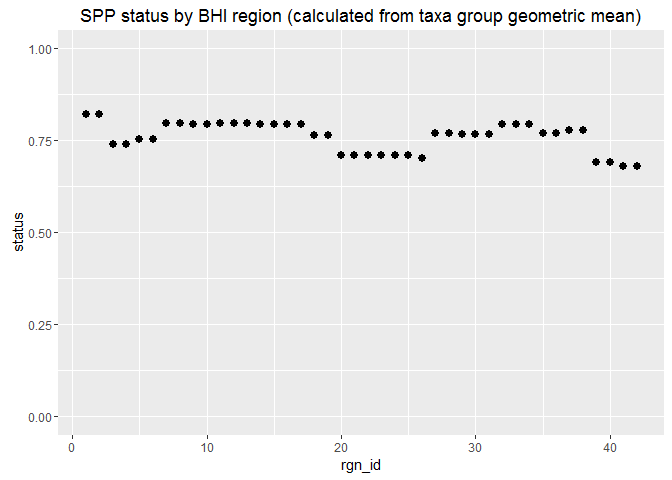 SPP status by BHI region (calculated from taxa group geometric mean)
1.00
0.75
0.50
0.25
0.00
status
0 10 20 30 40
rgn_id